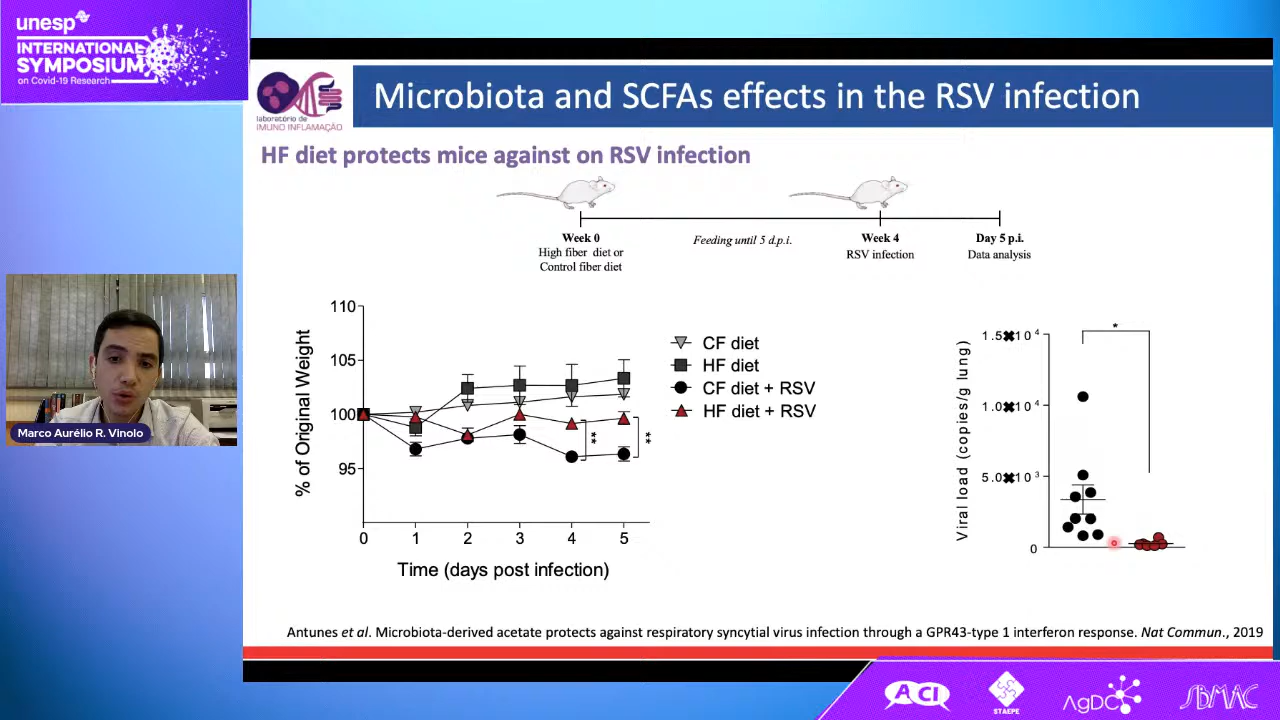 unesp
INTERNATIONAL
SYMPOSIUM
on Covid-19 Research
laboratório de
IMUNO INFLAMAÇÃO
Microbiota and SCFAs effects in the RSV infection
HF diet protects mice against on RSV infection
Week 0
High fiber diet or
Control fiber diet
Feeding until 5 d.p.i.
Week 4
RSV infection
Day 5 p.i.
Data analysis
% of Original Weight
110
105
100
95
0 1 2 3 4 5
Time (days post infection)
** **
CF diet
HF diet
CF diet + RSV
HF diet + RSV
Viral load (copies/g lung)
1.5✖10⁴
1.0✖10⁴
5.0✖10³
0
*
Marco Aurélio R. Vinolo
Antunes et al. Microbiota-derived acetate protects against respiratory syncytial virus infection through a GPR43-type 1 interferon response. Nat Commun., 2019
ACI
STAEPE
AgDC
SBMAC